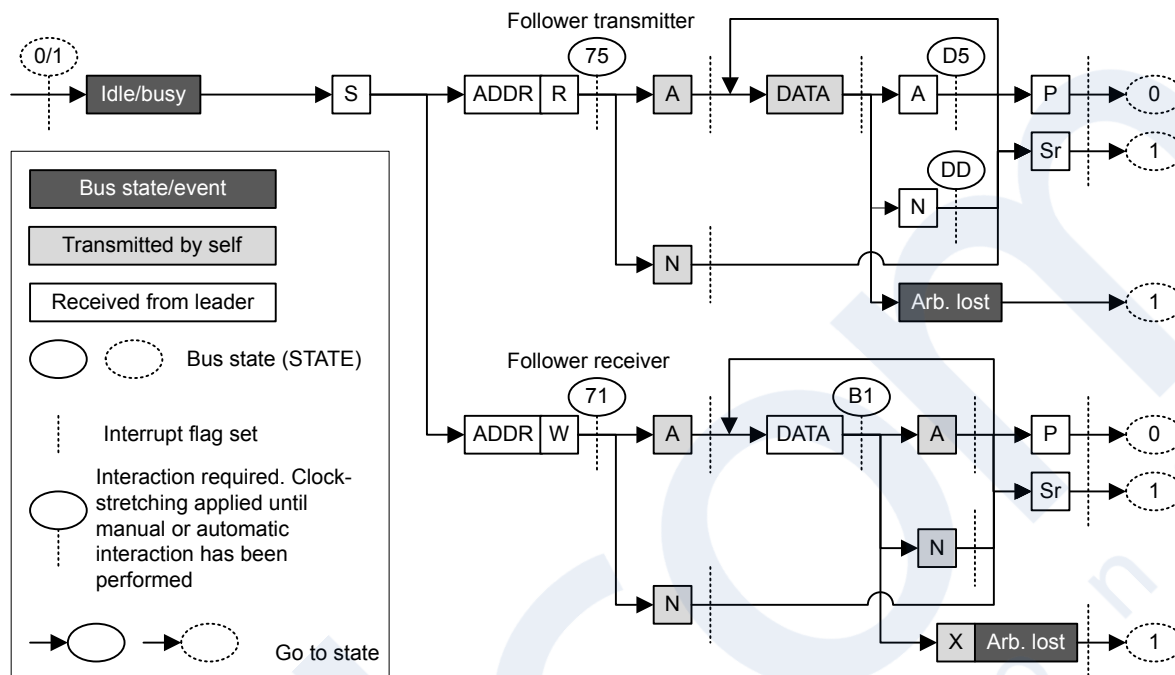 Follower transmitter
0/1
75
D5
Idle/busy
S
ADDR
R
A
DATA
A
P
0
Sr
1
DD
N
N
Arb. lost
1
Bus state/event
Transmitted by self
Received from leader
Bus state (STATE)
Interrupt flag set
Interaction required. Clock-
stretching applied until
manual or automatic
interaction has been
performed
Go to state
Follower receiver
71
B1
ADDR
W
A
DATA
A
P
0
Sr
1
N
N
X
Arb. lost
1